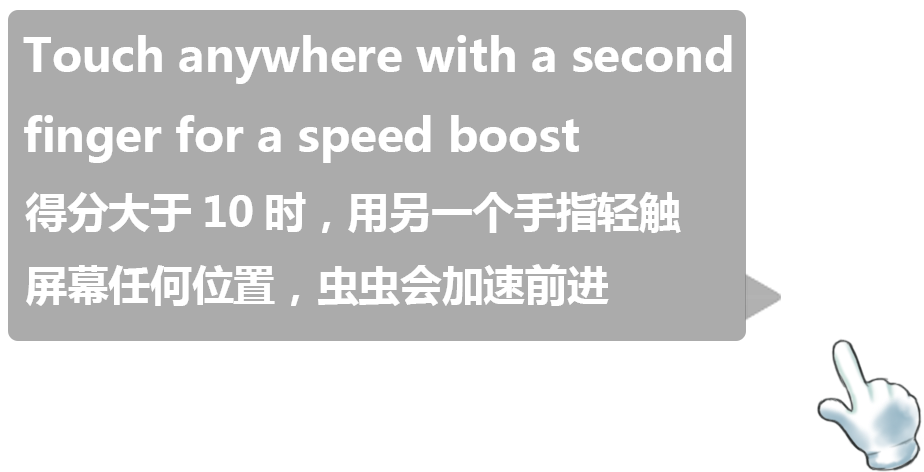 Touch anywhere with a second
finger for a speed boost
得分大于 10 时，用另一个手指轻触
屏幕任何位置，虫虫会加速前进